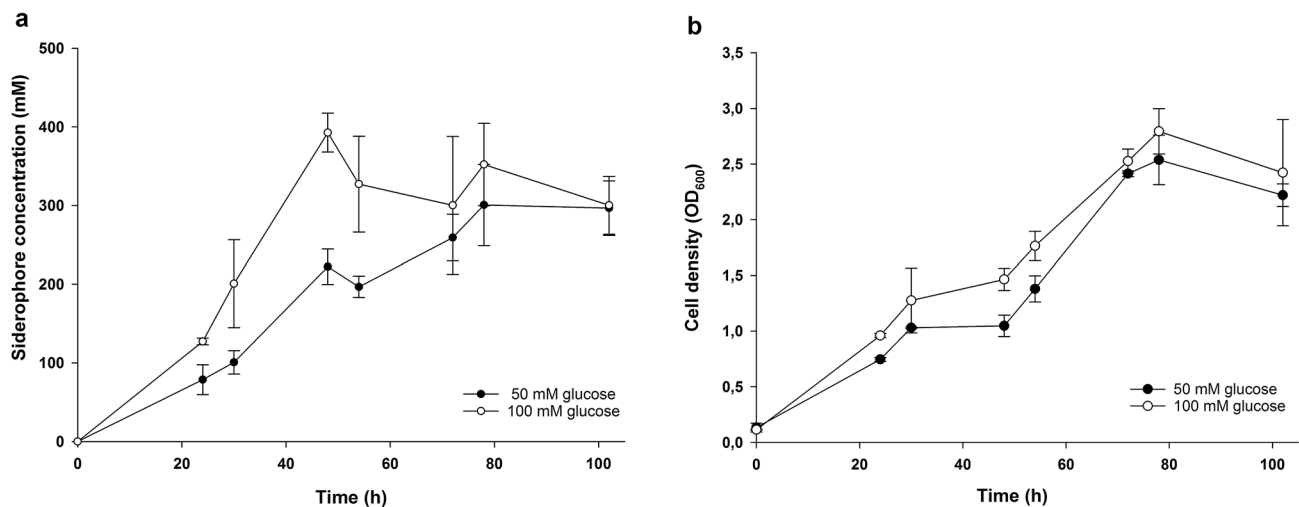 a
Siderophore concentration (mM)
500
400
300
200
100
0
0 20 40 60 80 100
Time (h)
50 mM glucose
100 mM glucose
b
Cell density (OD600)
3,5
3,0
2,5
2,0
1,5
1,0
0,5
0,0
0 20 40 60 80 100
Time (h)
50 mM glucose
100 mM glucose